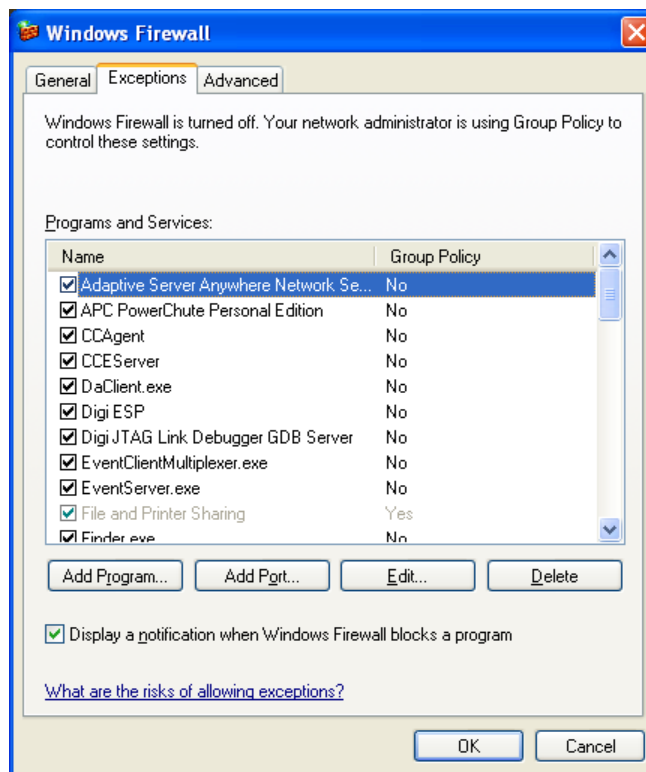 Windows Firewall
General Exceptions Advanced
Windows Firewall is turned off. Your network administrator is using Group Policy to
control these settings.
Programs and Services:
Name Group Policy
Adaptive Server Anywhere Network Se... No
APC PowerChute Personal Edition No
CCAgent No
CCEServer No
DaClient.exe No
Digi ESP No
Digi JTAG Link Debugger GDB Server No
EventClientMultiplexer.exe No
EventServer.exe No
File and Printer Sharing Yes
Finder.exe No
Add Program... Add Port... Edit... Delete
Display a notification when Windows Firewall blocks a program
What are the risks of allowing exceptions?
OK Cancel